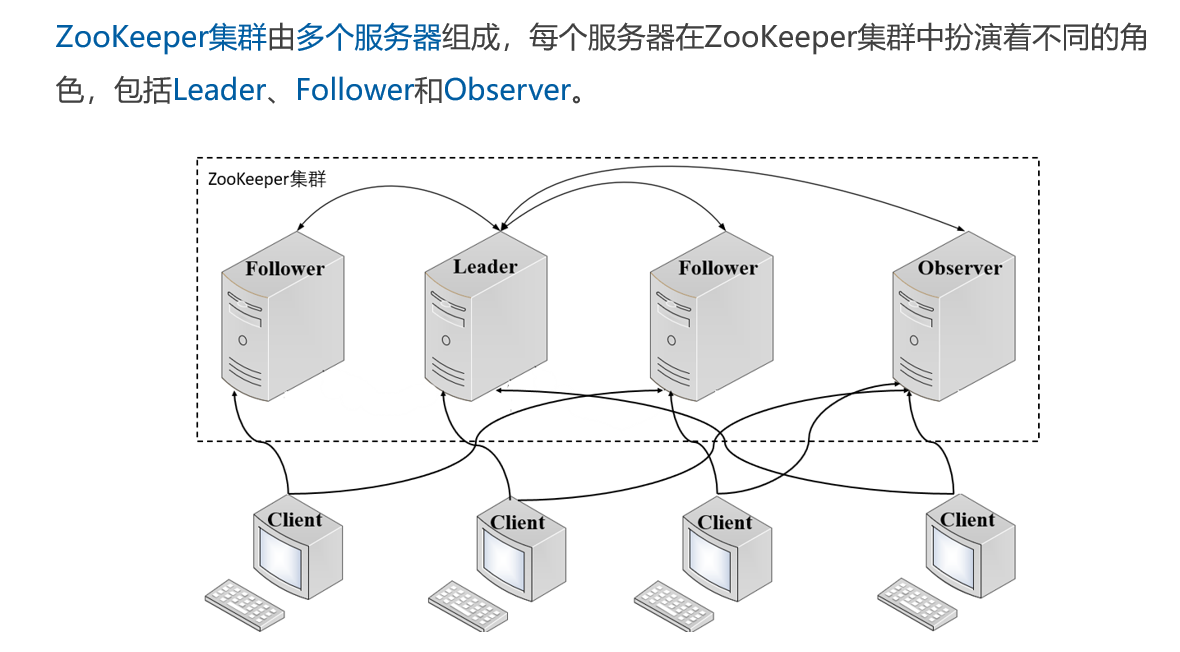 ZooKeeper集群由多个服务器组成，每个服务器在ZooKeeper集群中扮演着不同的角
色，包括Leader、Follower和Observer。
ZooKeeper集群
Follower
Leader
Follower
Observer
Client
Client
Client
Client